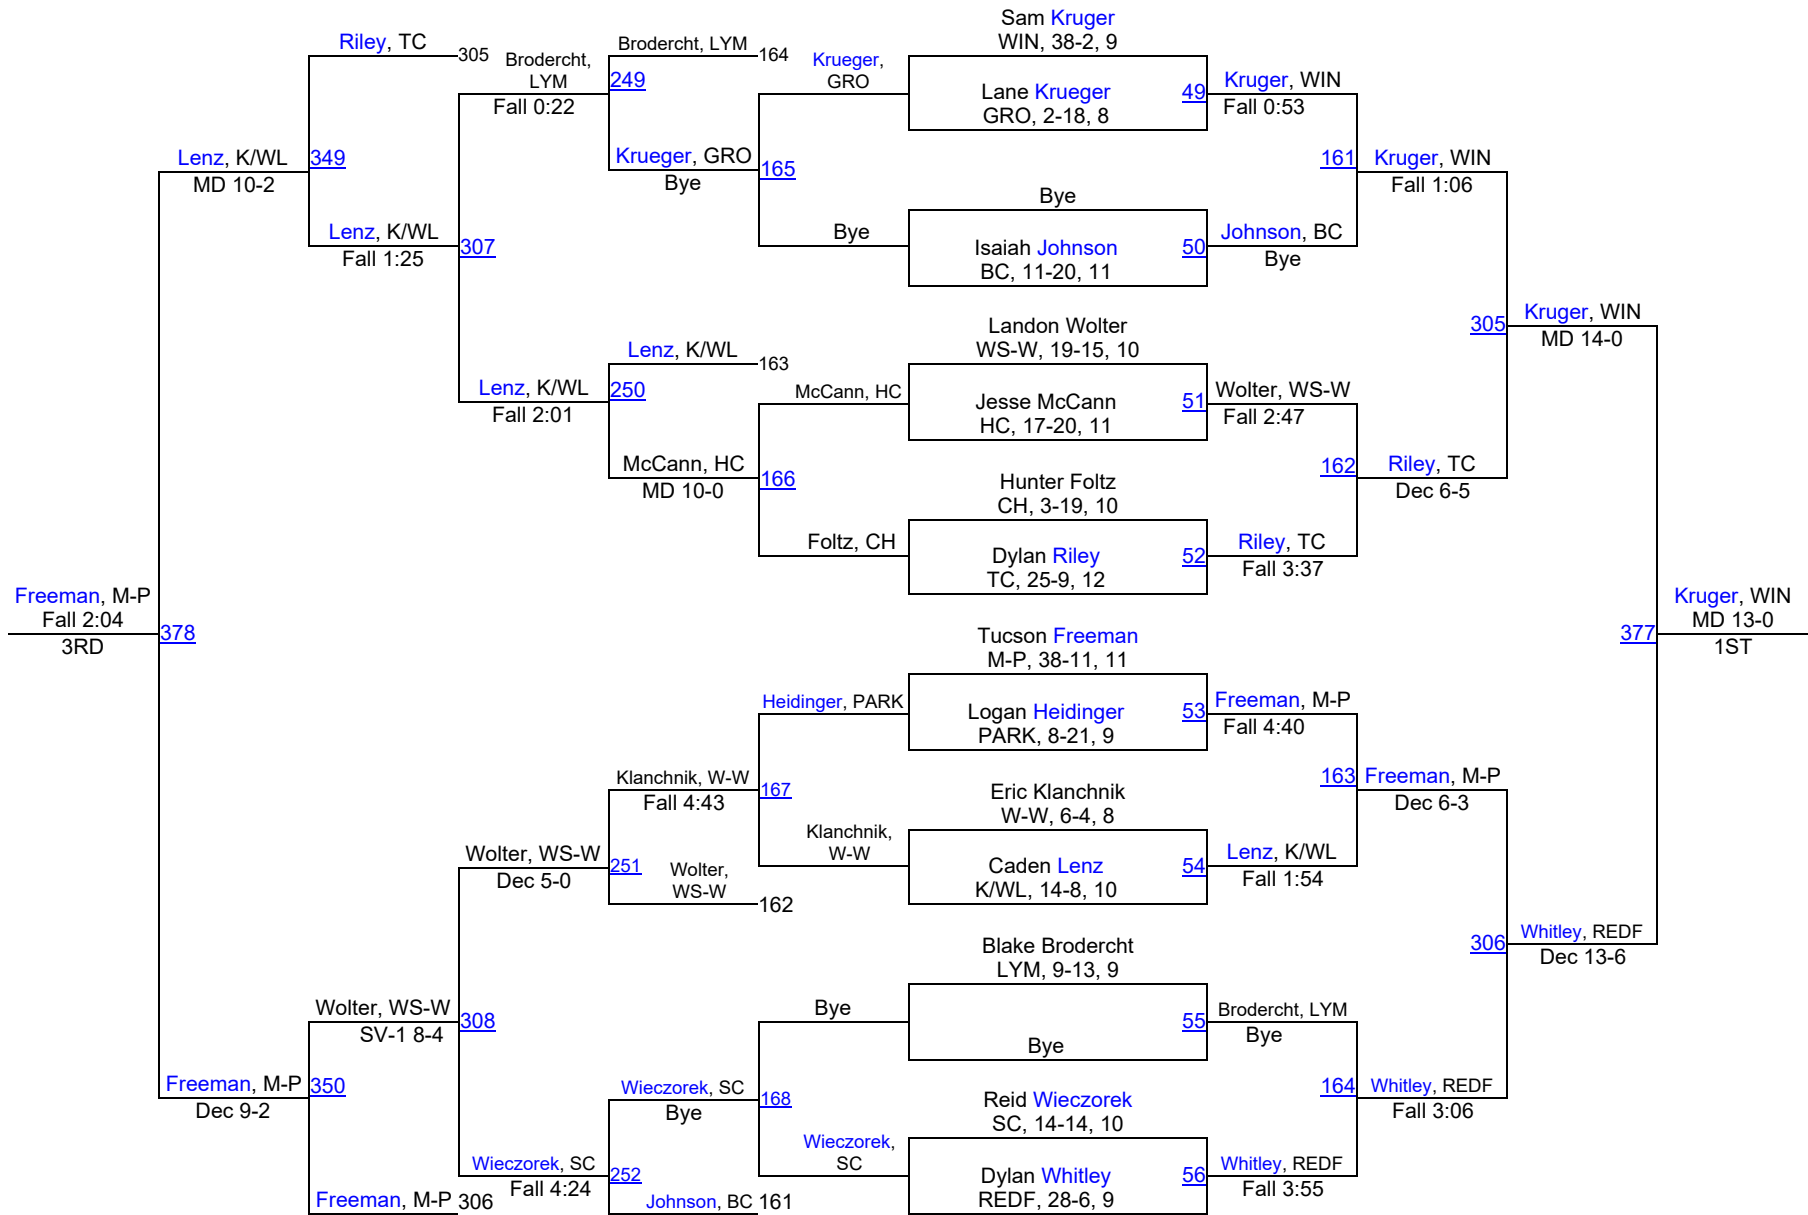 Sam Kruger
WIN, 38-2, 9
Riley, TC
305
Brodercht,
LYM
Fall 0:22
Brodercht, LYM
164
249
Krueger,
GRO
Lane Krueger
GRO, 2-18, 8
49
Kruger, WIN
Fall 0:53
Lenz, K/WL
MD 10-2
349
Krueger, GRO
Bye
165
161
Kruger, WIN
Fall 1:06
Bye
Lenz, K/WL
Fall 1:25
307
Bye
Isaiah Johnson
BC, 11-20, 11
50
Johnson, BC
Bye
Landon Wolter
WS-W, 19-15, 10
305
Kruger, WIN
MD 14-0
Lenz, K/WL
163
Lenz, K/WL
Fall 2:01
250
McCann, HC
Jesse McCann
HC, 17-20, 11
51
Wolter, WS-W
Fall 2:47
McCann, HC
MD 10-0
166
162
Riley, TC
Dec 6-5
Hunter Foltz
CH, 3-19, 10
Foltz, CH
Dylan Riley
TC, 25-9, 12
52
Riley, TC
Fall 3:37
Freeman, M-P
Fall 2:04
3RD
378
377
Kruger, WIN
MD 13-0
1ST
Tucson Freeman
M-P, 38-11, 11
Heidinger, PARK
Logan Heidinger
PARK, 8-21, 9
53
Freeman, M-P
Fall 4:40
Klanchnik, W-W
Fall 4:43
167
163
Freeman, M-P
Dec 6-3
Eric Klanchnik
W-W, 6-4, 8
Klanchnik,
W-W
Wolter, WS-W
Dec 5-0
251
Wolter,
WS-W
162
Caden Lenz
K/WL, 14-8, 10
54
Lenz, K/WL
Fall 1:54
Blake Brodercht
LYM, 9-13, 9
306
Whitley, REDF
Dec 13-6
Wolter, WS-W
SV-1 8-4
308
Bye
Bye
55
Brodercht, LYM
Bye
Freeman, M-P
Dec 9-2
350
Wieczorek, SC
Bye
168
164
Whitley, REDF
Fall 3:06
Reid Wieczorek
SC, 14-14, 10
Wieczorek,
SC
Wieczorek, SC
Fall 4:24
252
Dylan Whitley
REDF, 28-6, 9
56
Whitley, REDF
Fall 3:55
Freeman, M-P
306
Johnson, BC
161